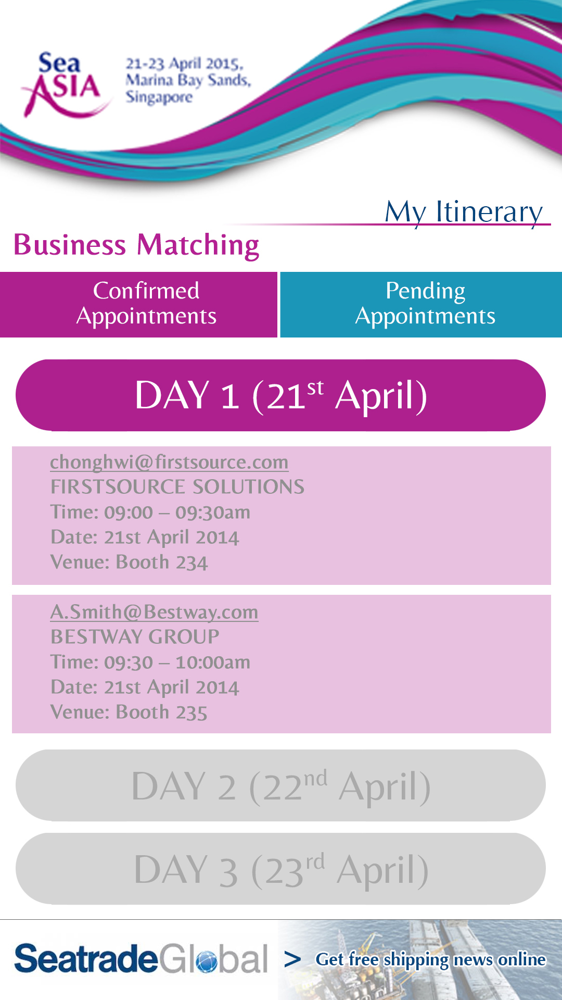 Sea
ASIA
21-23 April 2015,
Marina Bay Sands,
Singapore
My Itinerary
Business Matching
Confirmed
Appointments
Pending
Appointments
DAY 1 (21st April)
chonghwi@firstsource.com
FIRSTSOURCE SOLUTIONS
Time: 09:00 – 09:30am
Date: 21st April 2014
Venue: Booth 234
A.Smith@Bestway.com
BESTWAY GROUP
Time: 09:30 – 10:00am
Date: 21st April 2014
Venue: Booth 235
DAY 2 (22nd April)
DAY 3 (23rd April)
SeatradeGlobal > Get free shipping news online